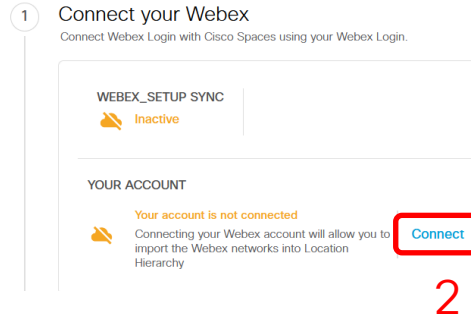 1
Connect your Webex
Connect Webex Login with Cisco Spaces using your Webex Login.
WEBEX_SETUP SYNC
Inactive
YOUR ACCOUNT
Your account is not connected
Connecting your Webex account will allow you to
import the Webex networks into Location
Hierarchy
Connect
2